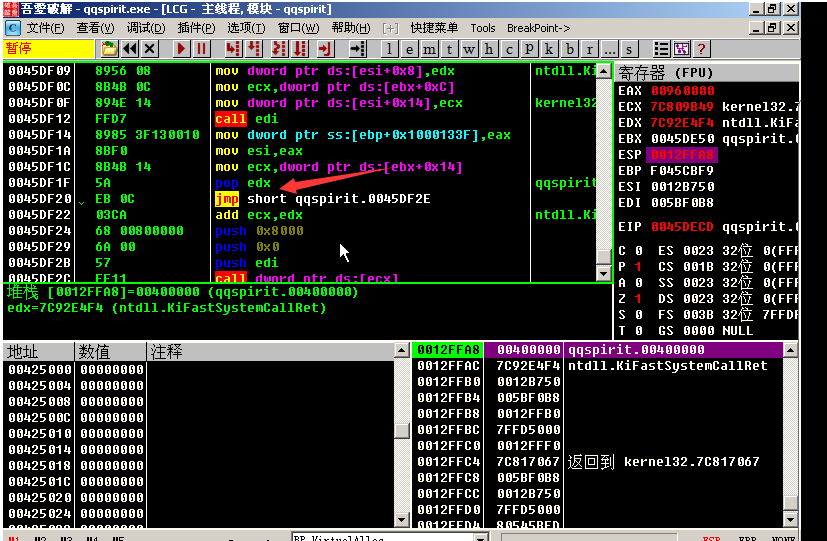 吾愛破解 - qqspirit.exe - [LCG - 主线程, 模块 - qqspirit]
C 文件(F) 查看(V) 调试(D) 插件(P) 选项(T) 窗口(W) 帮助(H) [+] 快捷菜单 Tools BreakPoint->
暂停 l e m t w h c p k b r ... s ?
0045DF09 8956 08 mov dword ptr ds:[esi+0x8],edx ntdll.Ki
0045DF0C 8B4B 0C mov ecx,dword ptr ds:[ebx+0xC]
0045DF0F 894E 14 mov dword ptr ds:[esi+0x14],ecx kernel32
0045DF12 FFD7 call edi
0045DF14 8985 3F130010 mov dword ptr ss:[ebp+0x1000133F],eax
0045DF1A 8BF0 mov esi,eax
0045DF1C 8B4B 14 mov ecx,dword ptr ds:[ebx+0x14]
0045DF1F 5A pop edx qqspirit
0045DF20 EB 0C jmp short qqspirit.0045DF2E
0045DF22 03CA add ecx,edx ntdll.Ki
0045DF24 68 00800000 push 0x8000
0045DF29 6A 00 push 0x0
0045DF2B 57 push edi
0045DF2C FF11 call dword ptr ds:[ecx]
堆栈 [0012FFA8]=00400000 (qqspirit.00400000)
edx=7C92E4F4 (ntdll.KiFastSystemCallRet)
寄存器 (FPU)
EAX 00960000
ECX 7C809B49 kernel32.7
EDX 7C92E4F4 ntdll.KiFa
EBX 0045DE50 qqspirit.0
ESP 0012FFA8
EBP F045CBF9
ESI 0012B750
EDI 005BF0B8
EIP 0045DECD qqspirit.0
C 0 ES 0023 32位 0(FFF
P 1 CS 001B 32位 0(FFF
A 0 SS 0023 32位 0(FFF
Z 1 DS 0023 32位 0(FFF
S 0 FS 003B 32位 7FFDF
T 0 GS 0000 NULL
地址 数值 注释
00425000 00000000
00425004 00000000
00425008 00000000
0042500C 00000000
00425010 00000000
00425014 00000000
00425018 00000000
0042501C 00000000
00425020 00000000
00425024 00000000
0012FFA8 00400000 qqspirit.00400000
0012FFAC 7C92E4F4 ntdll.KiFastSystemCallRet
0012FFB0 0012B750
0012FFB4 005BF0B8
0012FFB8 0012FFB0
0012FFBC 7FFD5000
0012FFC0 0012FFF0
0012FFC4 7C817067 返回到 kernel32.7C817067
0012FFC8 005BF0B8
0012FFCC 0012B750
0012FFD0 7FFD5000
0012FFD4 80545BFD
M1 M2 M3 M4 M5 BP VirtualAlloc ESP EBP NONE